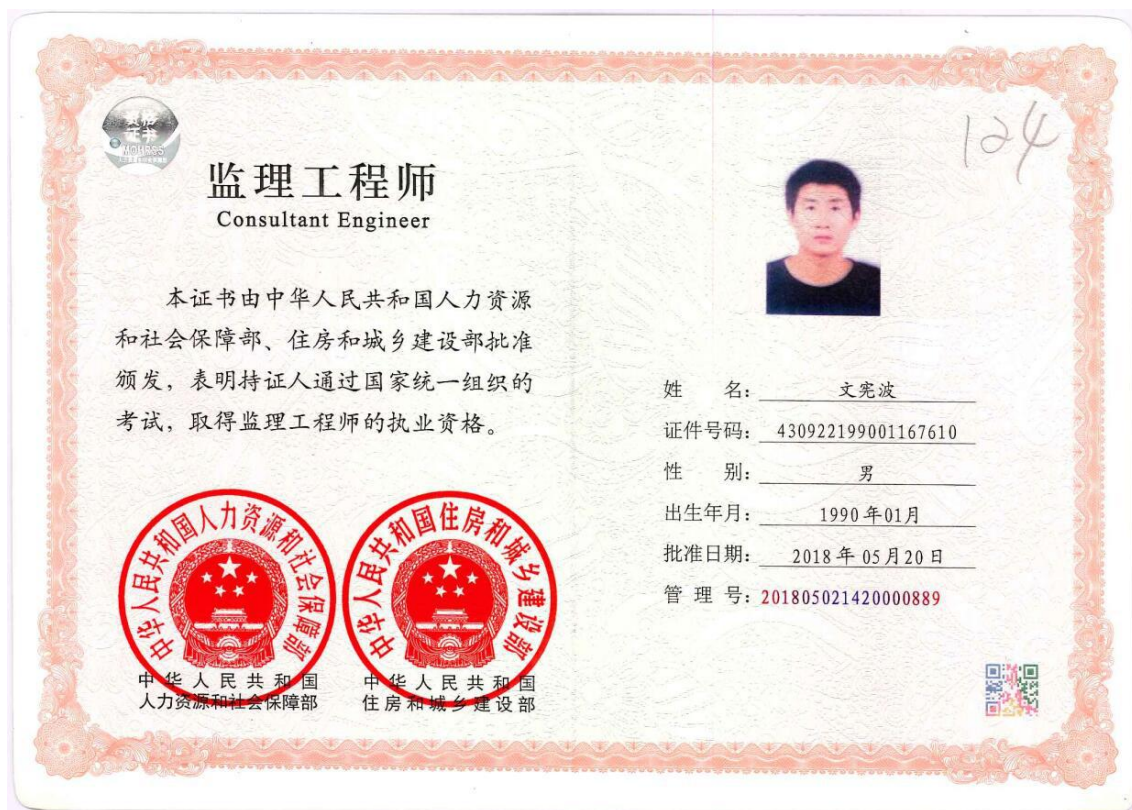 资格
证书
MOHRSS
124
监理工程师
Consultant Engineer
本证书由中华人民共和国人力资源
和社会保障部、住房和城乡建设部批准
颁发，表明持证人通过国家统一组织的
考试，取得监理工程师的执业资格。
姓 名：文宪波
证件号码：430922199001167610
性 别：男
出生年月：1990年01月
批准日期：2018年05月20日
管 理 号：201805021420000889
中华人民共和国人力资源和社会保障部
中华人民共和国住房和城乡建设部
中华人民共和国
人力资源和社会保障部
中华人民共和国
住房和城乡建设部